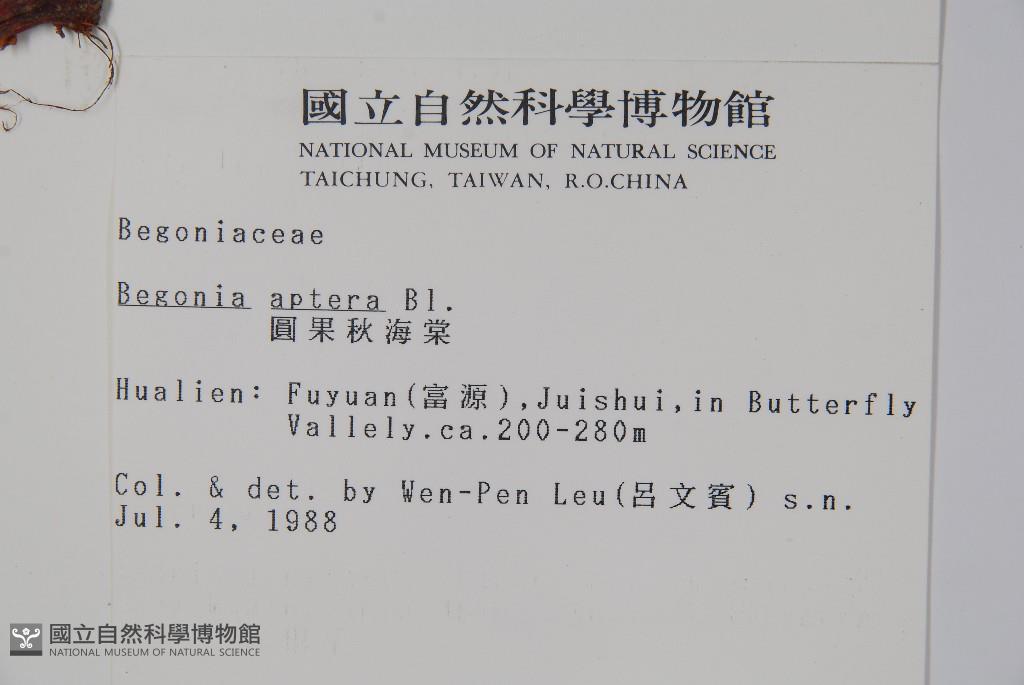 國立自然科學博物館
NATIONAL MUSEUM OF NATURAL SCIENCE
TAICHUNG, TAIWAN, R.O.CHINA
Begoniaceae
Begonia aptera Bl.
圓果秋海棠
Hualien: Fuyuan(富源),Juishui,in Butterfly
Vallely.ca.200-280m
Col. & det. by Wen-Pen Leu(呂文賓) s.n.
Jul. 4, 1988
國立自然科學博物館
NATIONAL MUSEUM OF NATURAL SCIENCE